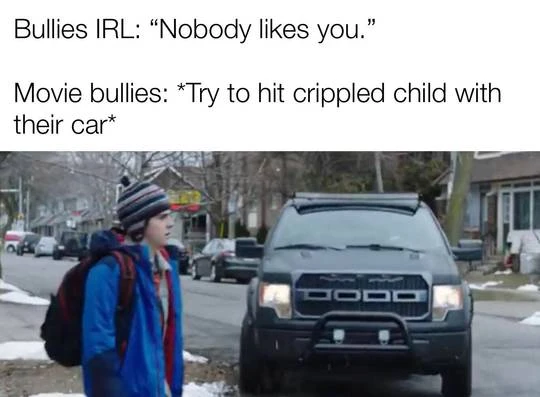 Bullies IRL: “Nobody likes you.”
Movie bullies: *Try to hit crippled child with
their car*